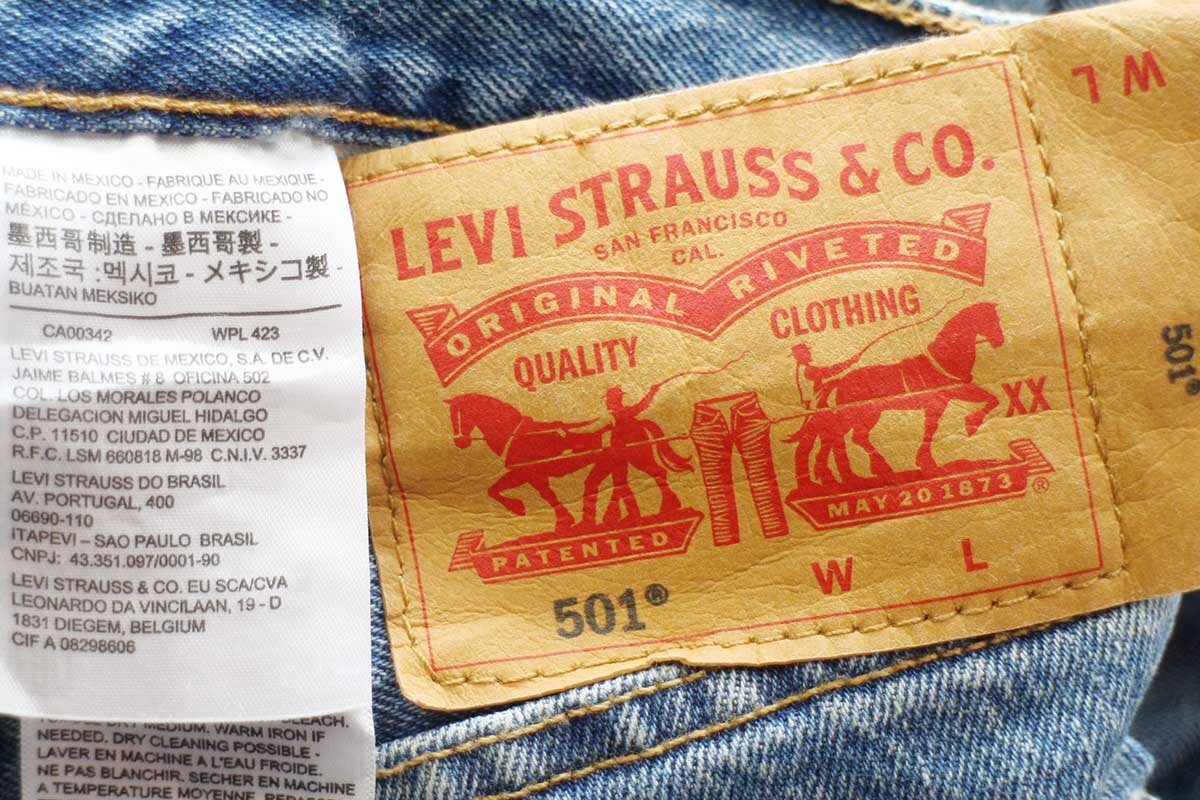 MADE IN MEXICO - FABRIQUE AU MEXIQUE -
FABRICADO EN MEXICO - FABRICADO NO
MÉXICO - СДЕЛАНО В МЕКСИКЕ -
墨西哥制造 - 墨西哥製 -
제조국 :멕시코 - メキシコ製 -
BUATAN MEKSIKO
CA00342 WPL 423
LEVI STRAUSS DE MEXICO, S.A. DE C.V.
JAIME BALMES # 8 OFICINA 502
COL. LOS MORALES POLANCO
DELEGACION MIGUEL HIDALGO
C.P. 11510 CIUDAD DE MEXICO
R.F.C. LSM 660818 M-98 C.N.I.V. 3337
LEVI STRAUSS DO BRASIL
AV. PORTUGAL, 400
06690-110
ITAPEVI – SAO PAULO BRASIL
CNPJ: 43.351.097/0001-90
LEVI STRAUSS & CO. EU SCA/CVA
LEONARDO DA VINCILAAN, 19 - D
1831 DIEGEM, BELGIUM
CIF A 08298606
TUMBLE DRY MEDIUM. WARM IRON IF
NEEDED. DRY CLEANING POSSIBLE -
LAVER EN MACHINE A L'EAU FROIDE.
NE PAS BLANCHIR. SECHER EN MACHINE
A TEMPERATURE MOYENNE.
LEVI STRAUSS & CO.
SAN FRANCISCO
CAL.
ORIGINAL RIVETED
QUALITY CLOTHING
XX
PATENTED MAY 20 1873 ®
501® W L
W L
501®